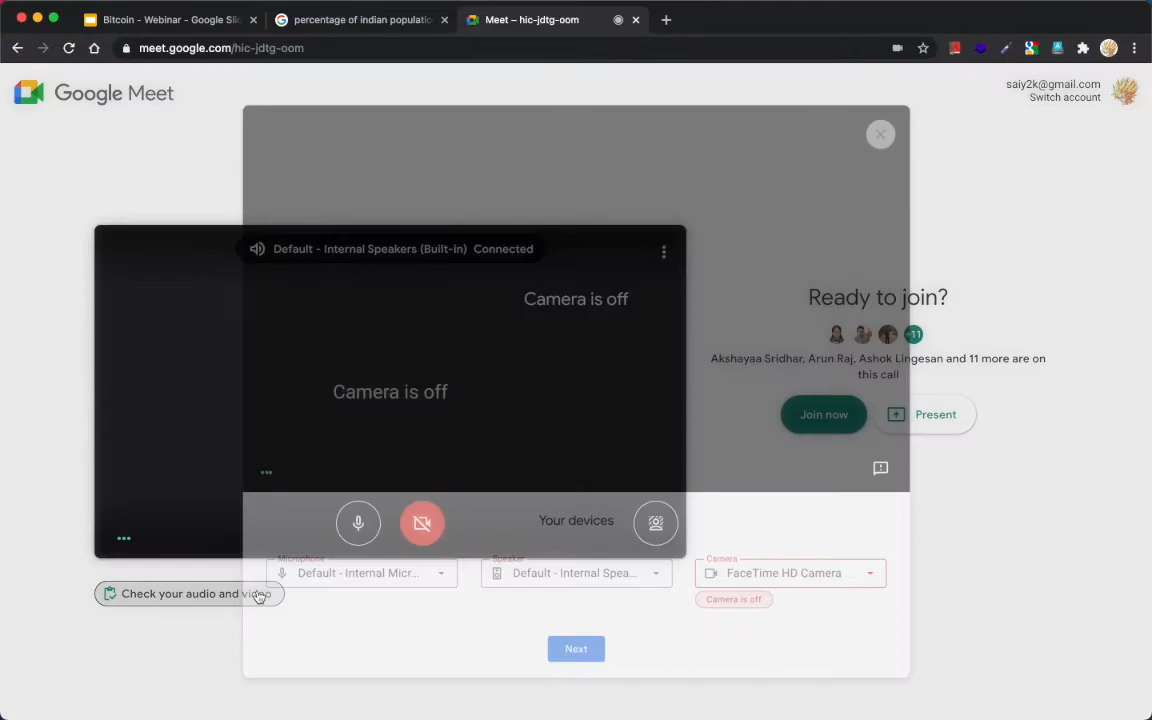 Bitcoin - Webinar - Google Sli
percentage of indian populatio
Meet – hic-jdtg-oom
meet.google.com/hic-jdtg-oom
Google Meet
saiy2k@gmail.com
Switch account
Default - Internal Speakers (Built-in) Connected
Camera is off
Camera is off
Ready to join?
+11
Akshayaa Sridhar, Arun Raj, Ashok Lingesan and 11 more are on
this call
Join now
Present
Your devices
Microphone
Default - Internal Micr...
Speaker
Default - Internal Spea...
Camera
FaceTime HD Camera
Camera is off
Check your audio and video
Next